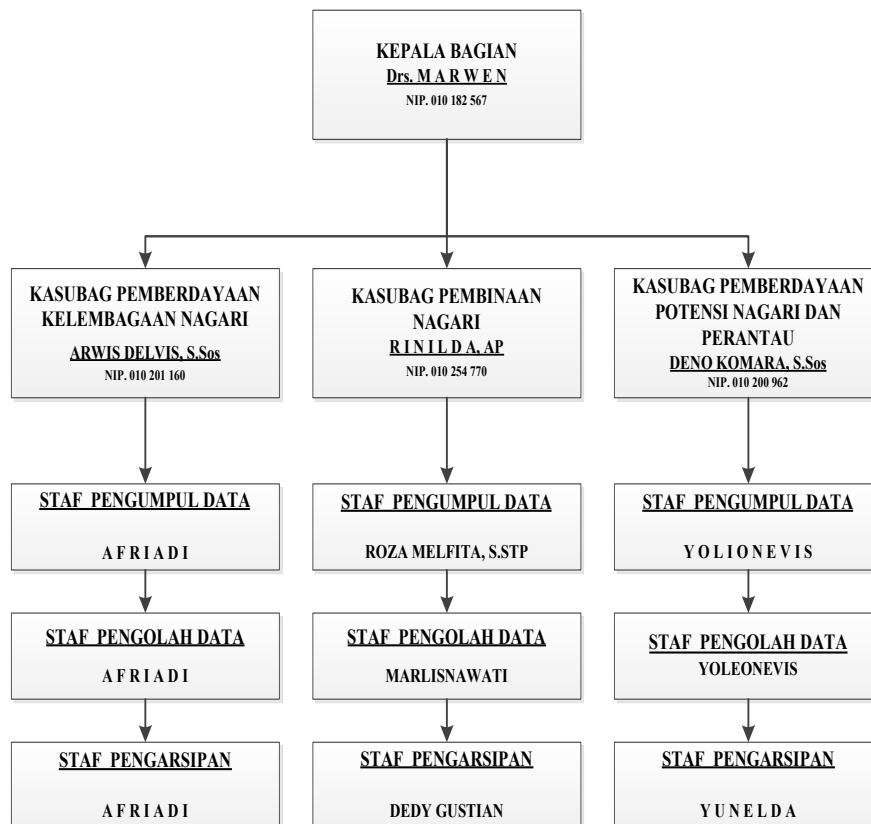 KEPALA BAGIAN
Drs. M A R W E N
NIP. 010 182 567
KASUBAG PEMBERDAYAAN
KELEMBAGAAN NAGARI
ARWIS DELVIS, S.Sos
NIP. 010 201 160
KASUBAG PEMBINAAN
NAGARI
R I N I L D A, AP
NIP. 010 254 770
KASUBAG PEMBERDAYAAN
POTENSI NAGARI DAN
PERANTAU
DENO KOMARA, S.Sos
NIP. 010 200 962
STAF PENGUMPUL DATA
A F R I A D I
STAF PENGUMPUL DATA
ROZA MELFITA, S.STP
STAF PENGUMPUL DATA
Y O L I O N E V I S
STAF PENGOLAH DATA
A F R I A D I
STAF PENGOLAH DATA
MARLISNAWATI
STAF PENGOLAH DATA
YOLEONEVIS
STAF PENGARSIPAN
A F R I A D I
STAF PENGARSIPAN
DEDY GUSTIAN
STAF PENGARSIPAN
Y U N E L D A